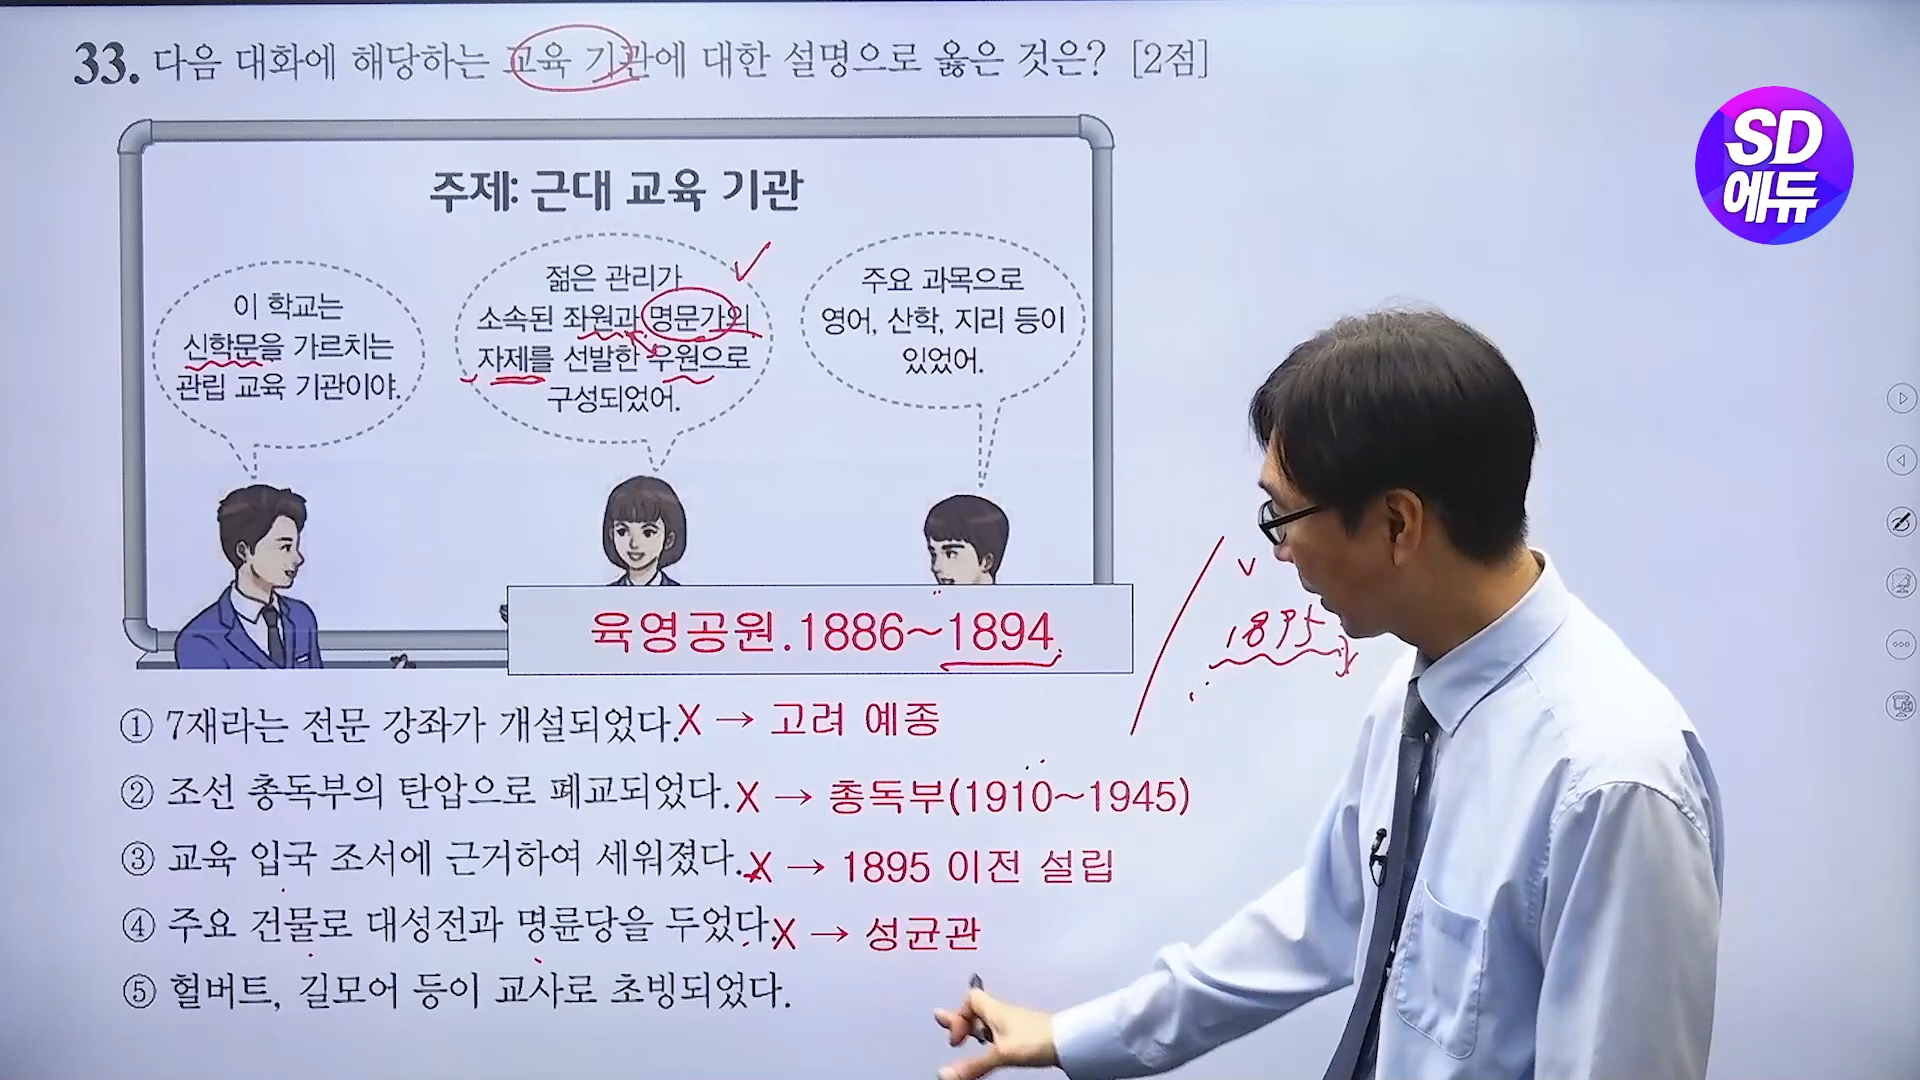 33. 다음 대화에 해당하는 교육 기관에 대한 설명으로 옳은 것은? [2점]
SD
에듀
주제: 근대 교육 기관
이 학교는
신학문을 가르치는
관립 교육 기관이야.
젊은 관리가
소속된 좌원과 명문가의
자제를 선발한 우원으로
구성되었어.
주요 과목으로
영어, 산학, 지리 등이
있었어.
육영공원.1886~1894
1895
① 7재라는 전문 강좌가 개설되었다.X → 고려 예종
② 조선 총독부의 탄압으로 폐교되었다.X → 총독부(1910~1945)
③ 교육 입국 조서에 근거하여 세워졌다.X → 1895 이전 설립
④ 주요 건물로 대성전과 명륜당을 두었다.X → 성균관
⑤ 헐버트, 길모어 등이 교사로 초빙되었다.